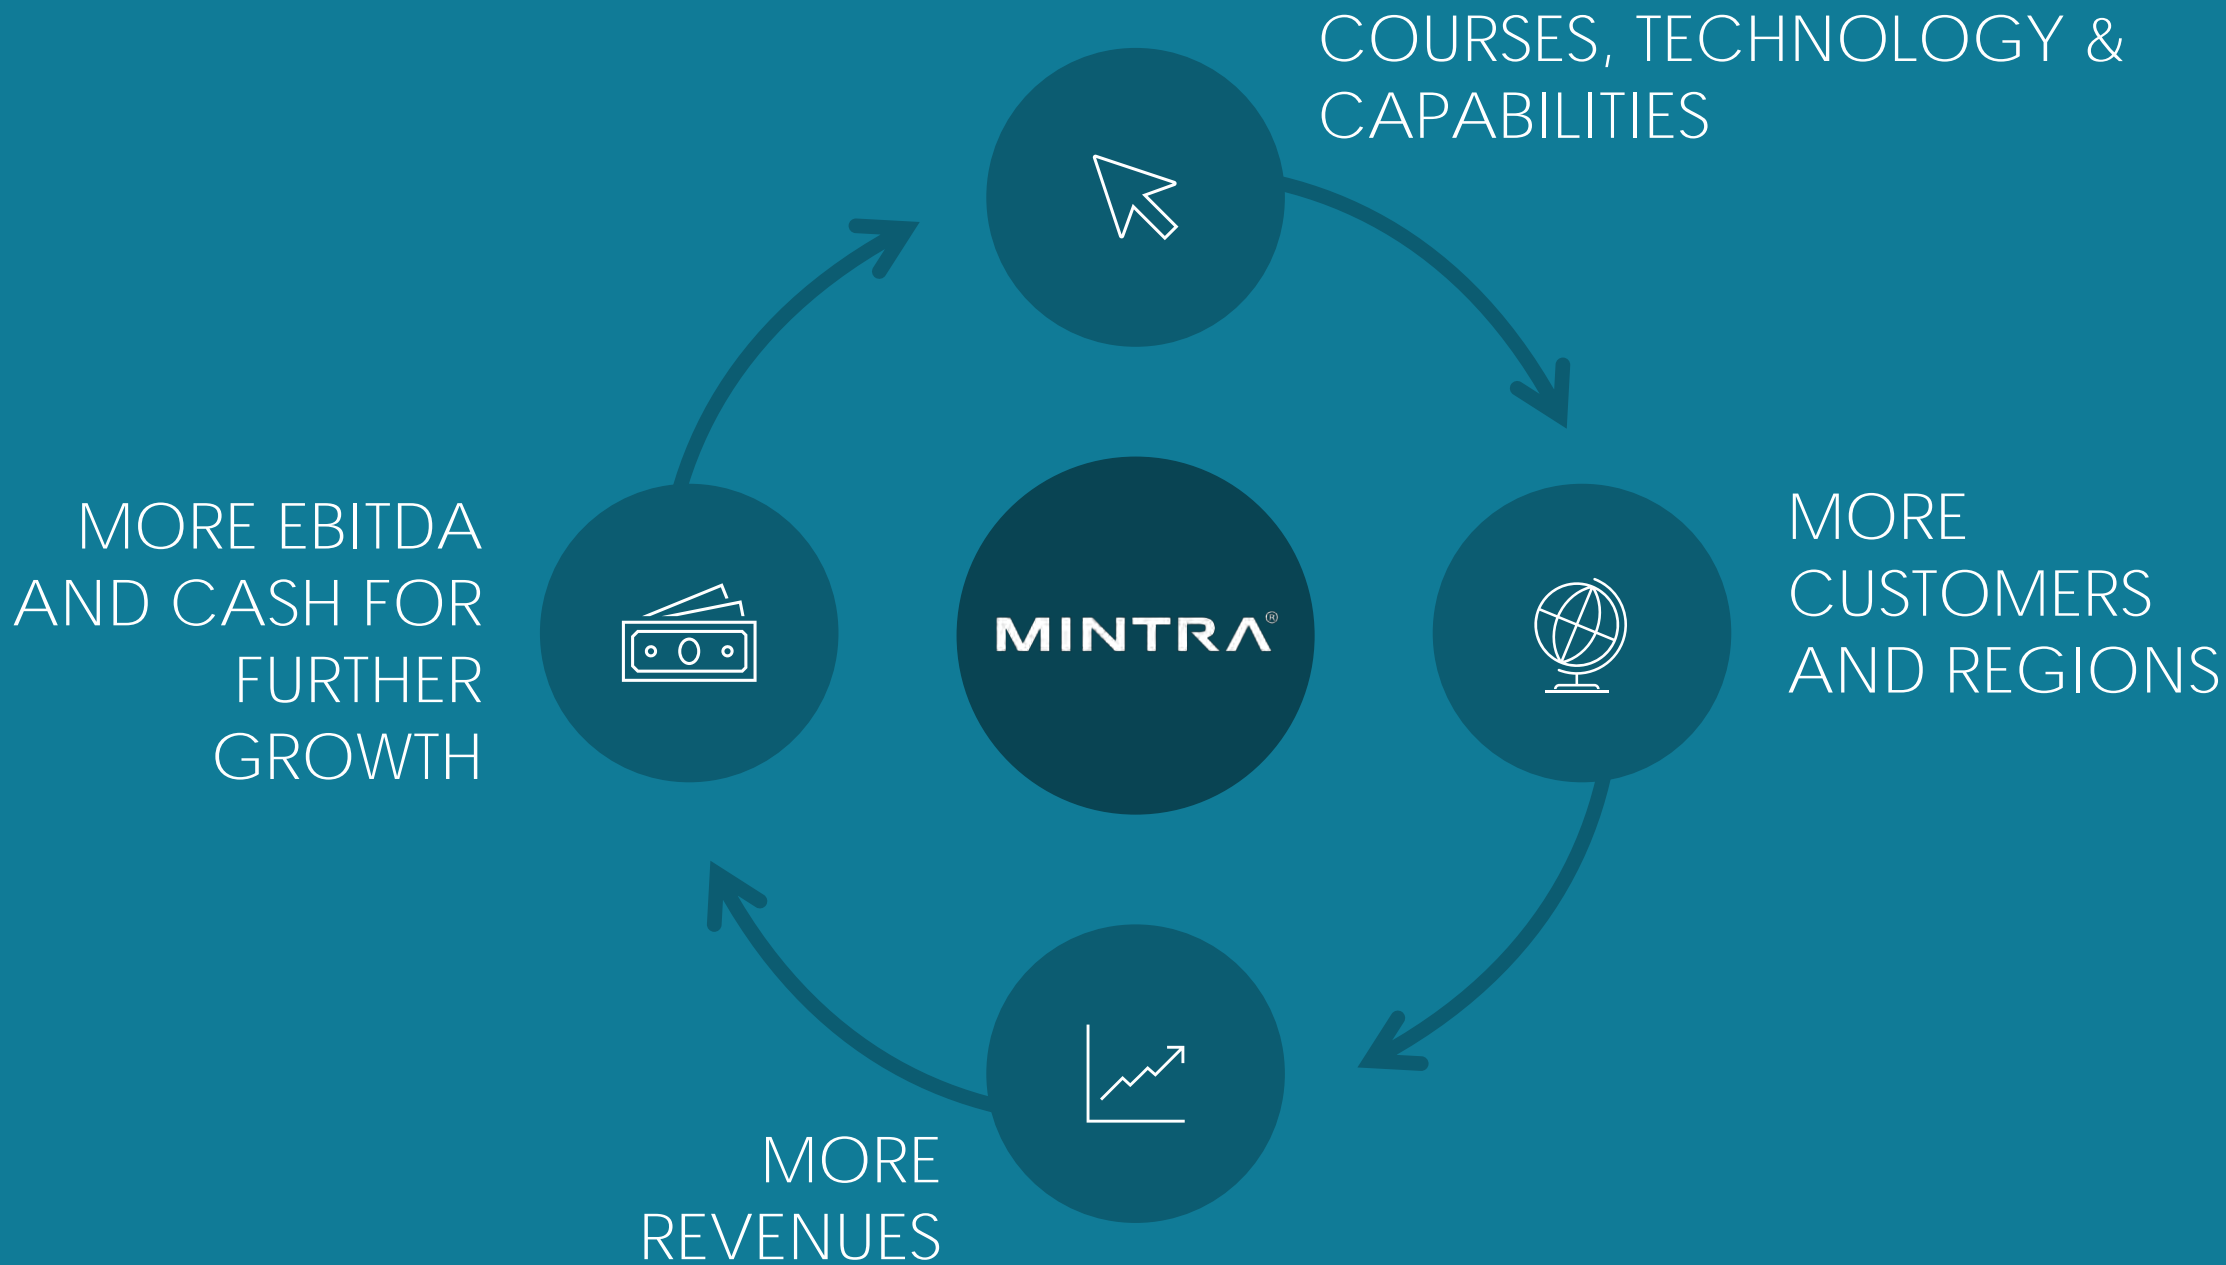 COURSES, TECHNOLOGY &
CAPABILITIES
MORE
CUSTOMERS
AND REGIONS
MORE
REVENUES
MORE EBITDA
AND CASH FOR
FURTHER
GROWTH
MINTRA®